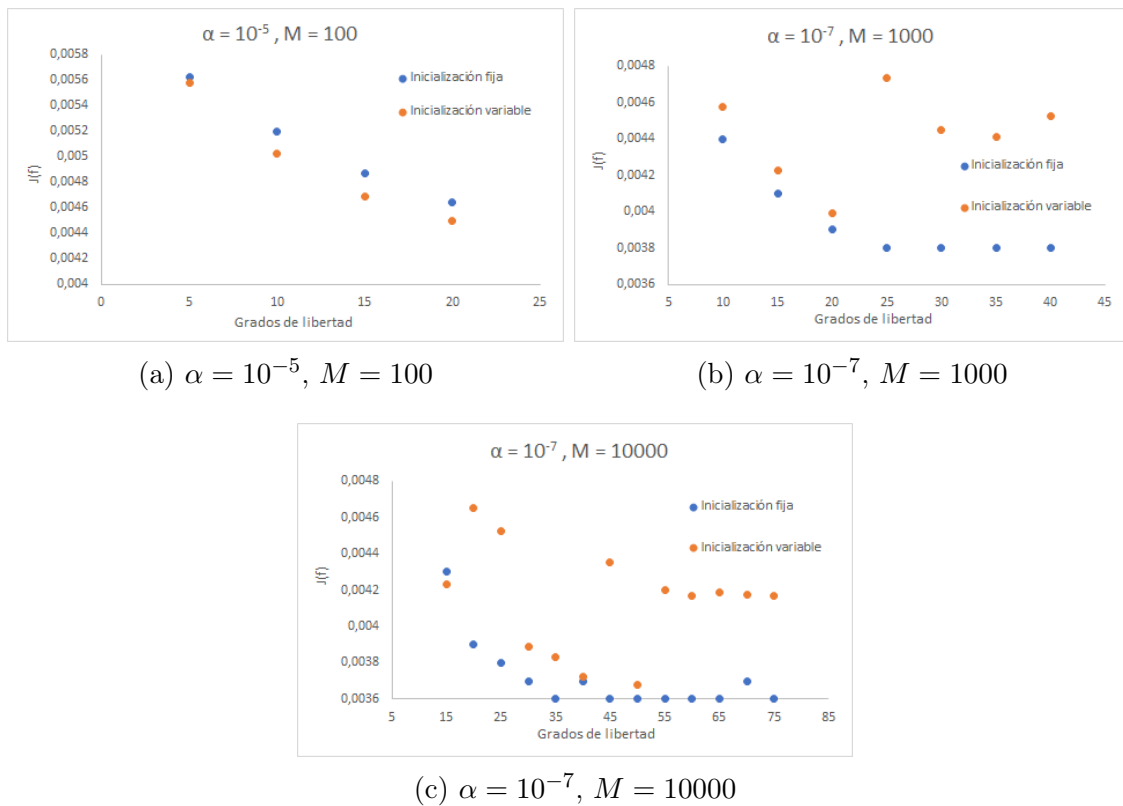 α = 10⁻⁵ , M = 100
0,0058
0,0056
0,0054
0,0052
0,005
0,0048
0,0046
0,0044
0,0042
0,004
J(f)
0 5 10 15 20 25
Grados de libertad
Inicialización fija
Inicialización variable
(a) α = 10⁻⁵, M = 100
α = 10⁻⁷ , M = 1000
0,0048
0,0046
0,0044
0,0042
0,004
0,0038
0,0036
J(f)
5 10 15 20 25 30 35 40 45
Grados de libertad
Inicialización fija
Inicialización variable
(b) α = 10⁻⁷, M = 1000
α = 10⁻⁷ , M = 10000
0,0048
0,0046
0,0044
0,0042
0,004
0,0038
0,0036
J(f)
5 15 25 35 45 55 65 75 85
Grados de libertad
Inicialización fija
Inicialización variable
(c) α = 10⁻⁷, M = 10000